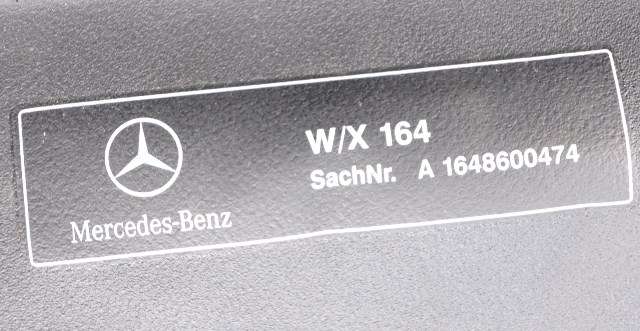 W/X 164
SachNr. A 1648600474
Mercedes-Benz